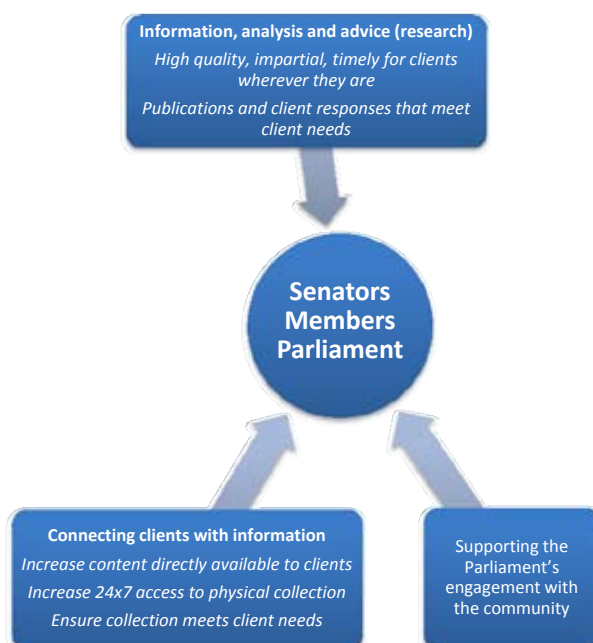 Information, analysis and advice (research)
High quality, impartial, timely for clients
wherever they are
Publications and client responses that meet
client needs
Senators
Members
Parliament
Connecting clients with information
Increase content directly available to clients
Increase 24x7 access to physical collection
Ensure collection meets client needs
Supporting the
Parliament's
engagement with
the community